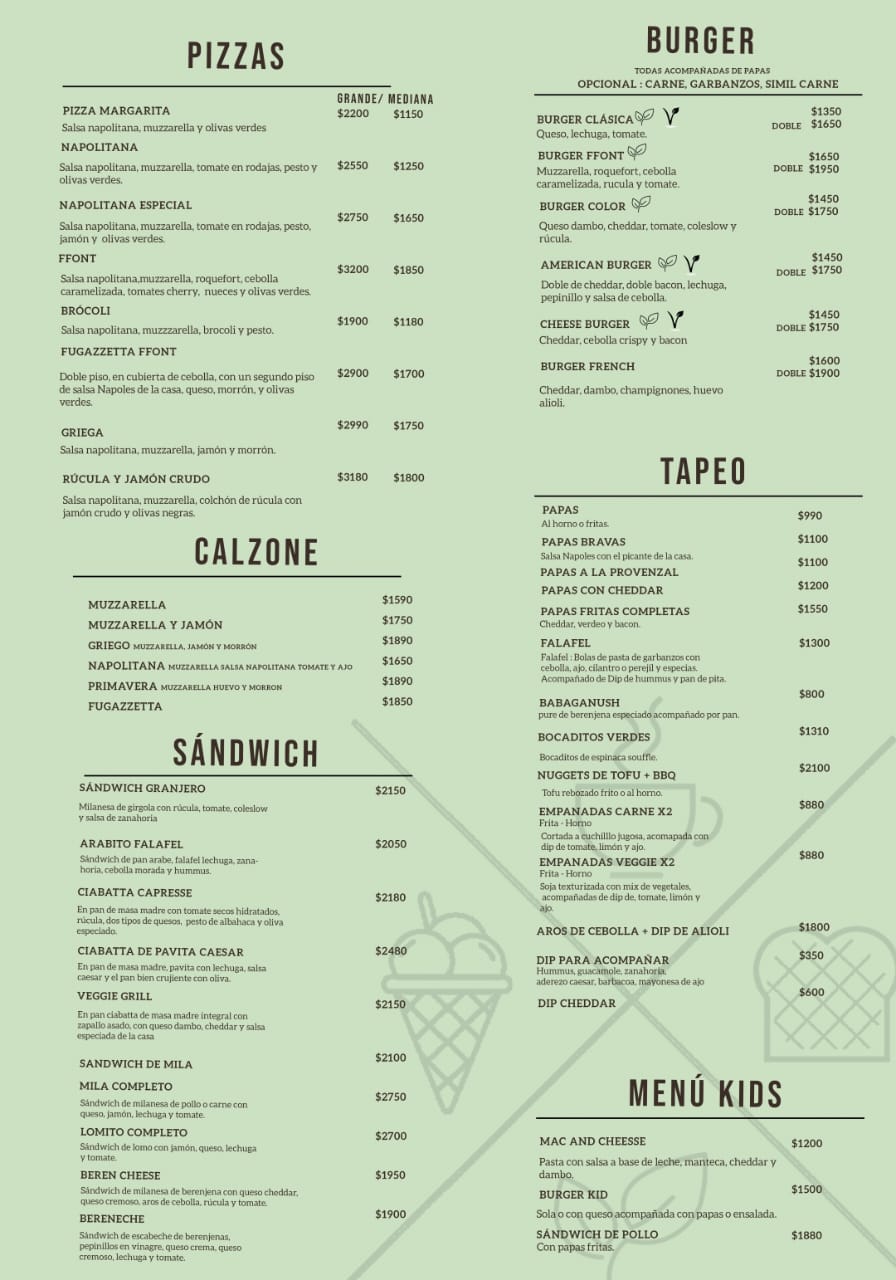 PIZZAS
GRANDE/ MEDIANA
PIZZA MARGARITA $2200 $1150
Salsa napolitana, muzzarella y olivas verdes
NAPOLITANA
Salsa napolitana, muzzarella, tomate en rodajas, pesto y $2550 $1250
olivas verdes.
NAPOLITANA ESPECIAL
Salsa napolitana, muzzarella, tomate en rodajas, pesto, $2750 $1650
jamón y olivas verdes.
FFONT
Salsa napolitana,muzzarella, roquefort, cebolla $3200 $1850
caramelizada, tomates cherry, nueces y olivas verdes.
BRÓCOLI
Salsa napolitana, muzzzarella, brocoli y pesto. $1900 $1180
FUGAZZETTA FFONT
Doble piso, en cubierta de cebolla, con un segundo piso $2900 $1700
de salsa Napoles de la casa, queso, morrón, y olivas
verdes.
GRIEGA $2990 $1750
Salsa napolitana, muzzarella, jamón y morrón.
RÚCULA Y JAMÓN CRUDO $3180 $1800
Salsa napolitana, muzzarella, colchón de rúcula con
jamón crudo y olivas negras.
CALZONE
MUZZARELLA $1590
MUZZARELLA Y JAMÓN $1750
GRIEGO MUZZARELLA, JAMÓN Y MORRÓN $1890
NAPOLITANA MUZZARELLA SALSA NAPOLITANA TOMATE Y AJO $1650
PRIMAVERA MUZZARELLA HUEVO Y MORRON $1890
FUGAZZETTA $1850
SÁNDWICH
SÁNDWICH GRANJERO $2150
Milanesa de girgola con rúcula, tomate, coleslow
y salsa de zanahoria
ARABITO FALAFEL $2050
Sándwich de pan arabe, falafel lechuga, zana-
horia, cebolla morada y hummus.
CIABATTA CAPRESSE $2180
En pan de masa madre con tomate secos hidratados,
rúcula, dos tipos de quesos, pesto de albahaca y oliva
especiado.
CIABATTA DE PAVITA CAESAR $2480
En pan de masa madre, pavita con lechuga, salsa
caesar y el pan bien crujiente con oliva.
VEGGIE GRILL $2150
En pan ciabatta de masa madre integral con
zapallo asado, con queso dambo, cheddar y salsa
especiada de la casa
SANDWICH DE MILA $2100
MILA COMPLETO $2750
Sándwich de milanesa de pollo o carne con
queso, jamón, lechuga y tomate.
LOMITO COMPLETO $2700
Sándwich de lomo con jamón, queso, lechuga
y tomate.
BEREN CHEESE $1950
Sándwich de milanesa de berenjena con queso cheddar,
queso cremoso, aros de cebolla, rúcula y tomate.
BERENECHE $1900
Sándwich de escabeche de berenjenas,
pepinillos en vinagre, queso crema, queso
cremoso, lechuga y tomate.
BURGER
TODAS ACOMPAÑADAS DE PAPAS
OPCIONAL : CARNE, GARBANZOS, SIMIL CARNE
BURGER CLÁSICA $1350
Queso, lechuga, tomate. DOBLE $1650
BURGER FFONT $1650
Muzzarella, roquefort, cebolla DOBLE $1950
caramelizada, rucula y tomate.
BURGER COLOR $1450
DOBLE $1750
Queso dambo, cheddar, tomate, coleslow y
rúcula.
AMERICAN BURGER $1450
DOBLE $1750
Doble de cheddar, doble bacon, lechuga,
pepinillo y salsa de cebolla.
CHEESE BURGER $1450
DOBLE $1750
Cheddar, cebolla crispy y bacon
BURGER FRENCH $1600
DOBLE $1900
Cheddar, dambo, champignones, huevo
alioli.
TAPEO
PAPAS $990
Al horno o fritas.
PAPAS BRAVAS $1100
Salsa Napoles con el picante de la casa.
PAPAS A LA PROVENZAL $1100
PAPAS CON CHEDDAR $1200
PAPAS FRITAS COMPLETAS $1550
Cheddar, verdeo y bacon.
FALAFEL $1300
Falafel : Bolas de pasta de garbanzos con
cebolla, ajo, cilantro o perejil y especias.
Acompañado de Dip de hummus y pan de pita.
BABAGANUSH $800
pure de berenjena especiado acompañado por pan.
BOCADITOS VERDES $1310
Bocaditos de espinaca souffle.
NUGGETS DE TOFU + BBQ $2100
Tofu rebozado frito o al horno.
EMPANADAS CARNE X2 $880
Frita - Horno
Cortada a cuchilllo jugosa, acomapada con
dip de tomate, limón y ajo.
EMPANADAS VEGGIE X2 $880
Frita - Horno
Soja texturizada con mix de vegetales,
acompañadas de dip de, tomate, limón y
ajo.
AROS DE CEBOLLA + DIP DE ALIOLI $1800
DIP PARA ACOMPAÑAR $350
Hummus, guacamole, zanahoria,
aderezo caesar, barbacoa, mayonesa de ajo
DIP CHEDDAR $600
MENÚ KIDS
MAC AND CHEESSE $1200
Pasta con salsa a base de leche, manteca, cheddar y
dambo.
BURGER KID $1500
Sola o con queso acompañada con papas o ensalada.
SÁNDWICH DE POLLO $1880
Con papas fritas.